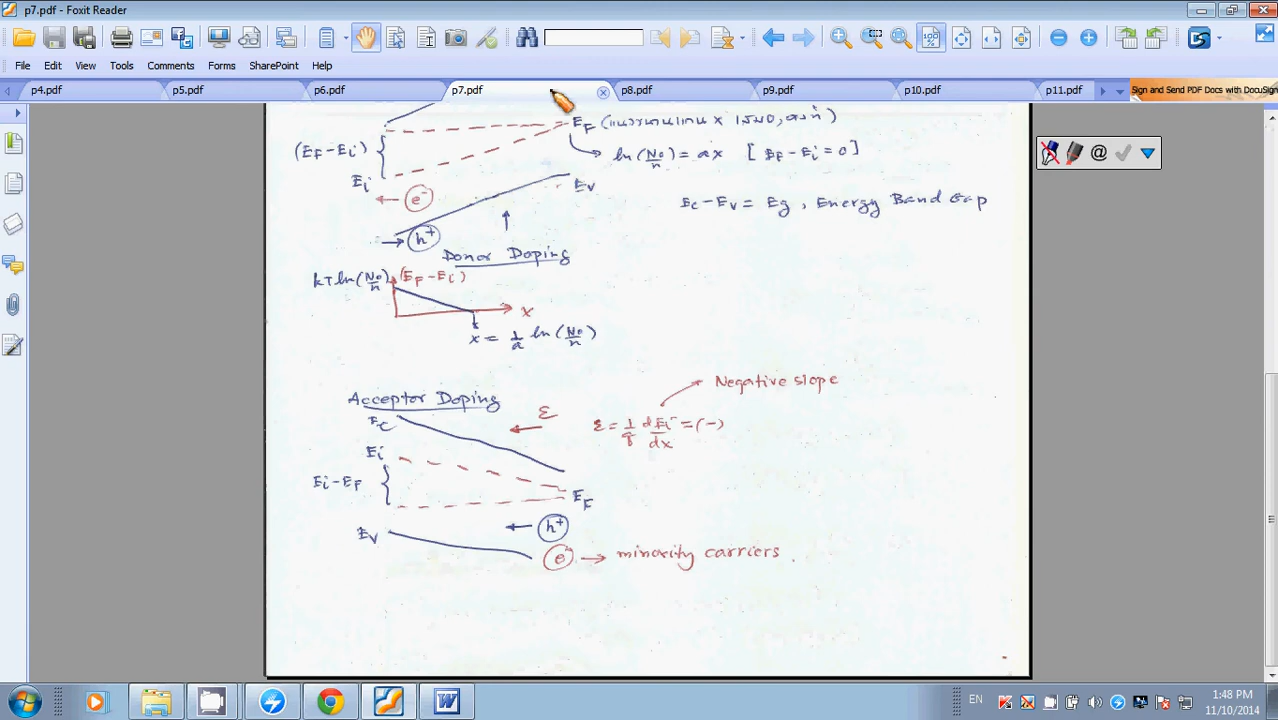 p7.pdf - Foxit Reader
File Edit View Tools Comments Forms SharePoint Help
p4.pdf p5.pdf p6.pdf p7.pdf p8.pdf p9.pdf p10.pdf p11.pdf Sign and Send PDF Docs with DocuSign
E_F
(E_F - E_i)
ln(N₀/n) = ax [E_F - E_i = 0]
E_i
e⁻
E_V
E_C - E_V = Eg, Energy Band Gap
h⁺
Donor Doping
kT ln(N₀/n) (E_F - E_i)
x
x = 1/a ln(N₀/n)
Negative slope
Acceptor Doping
E_C
ε
ε = 1/q dE_i/dx = (-)
E_i
E_i - E_F
E_F
h⁺
E_V
e⁻ → minority carriers
EN
1:48 PM
11/10/2014